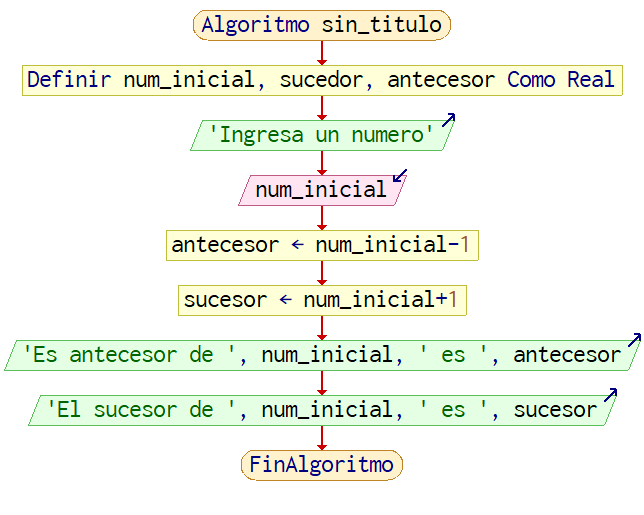 Algoritmo sin_titulo
Definir num_inicial, sucedor, antecesor Como Real
'Ingresa un numero'
num_inicial
antecesor ← num_inicial-1
sucesor ← num_inicial+1
'Es antecesor de ', num_inicial, ' es ', antecesor
'El sucesor de ', num_inicial, ' es ', sucesor
FinAlgoritmo